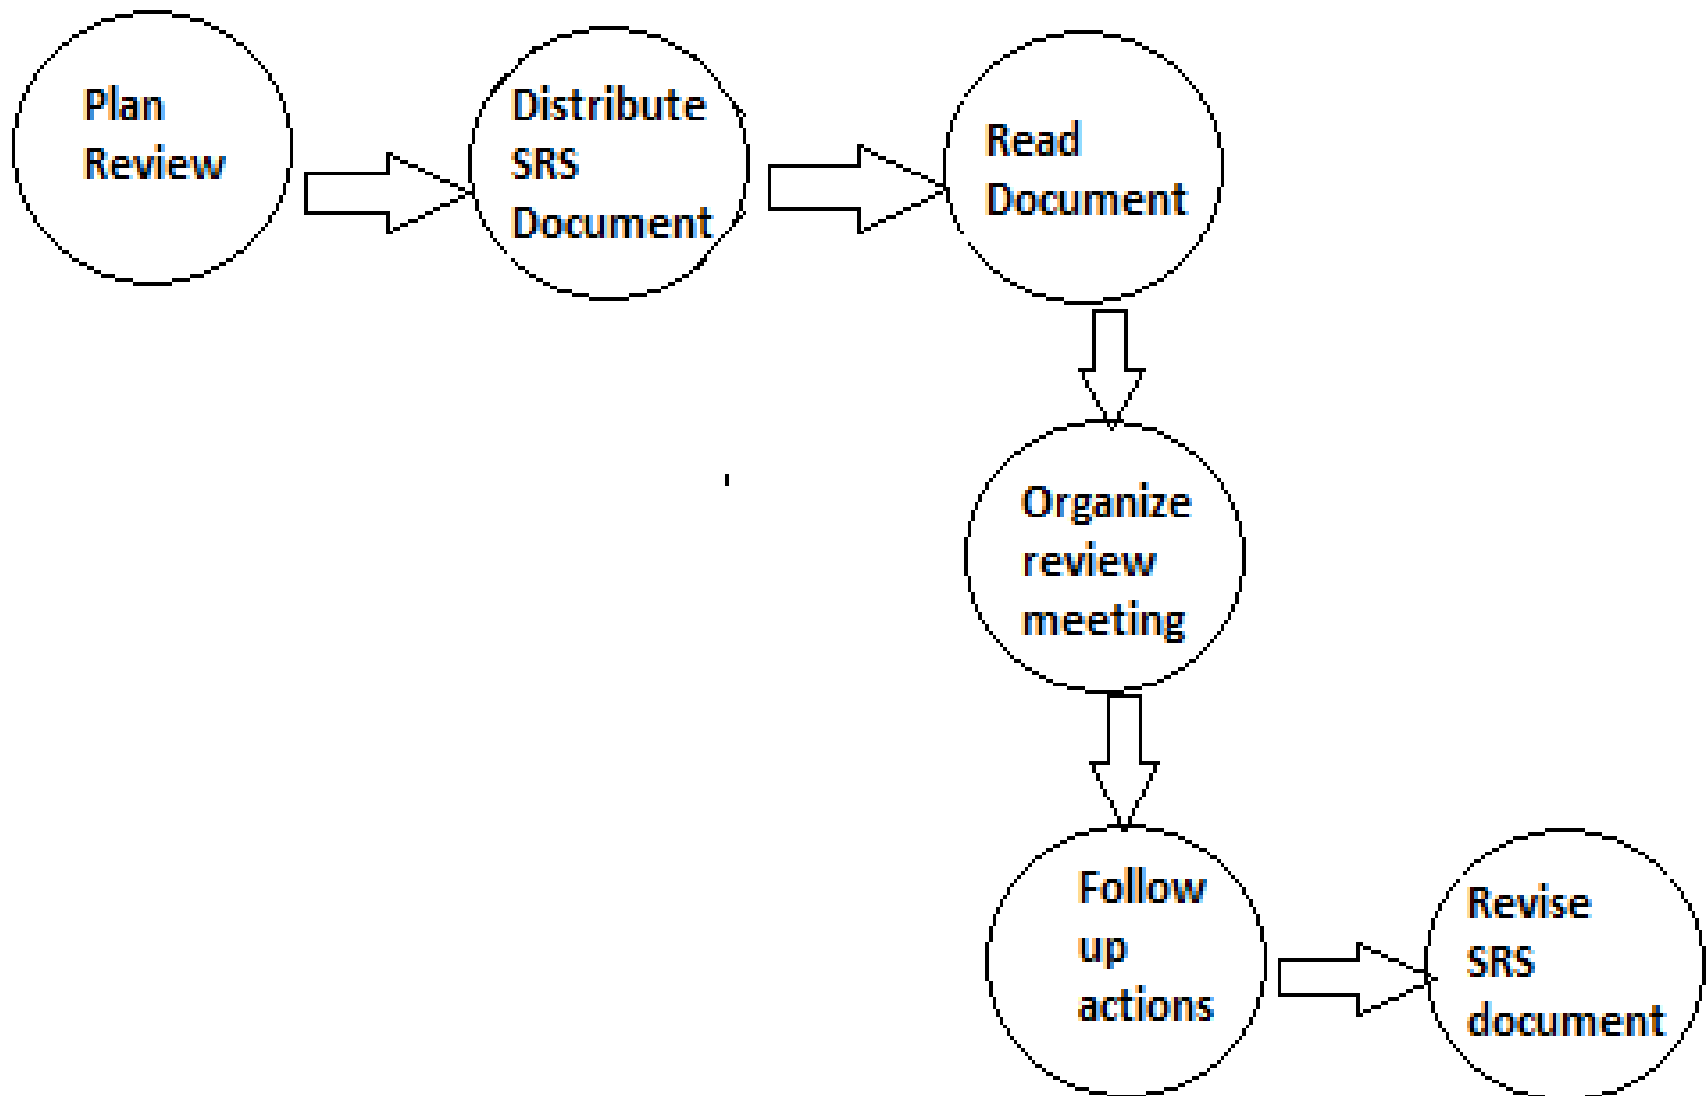 Plan
Review
Distribute
SRS
Document
Read
Document
Organize
review
meeting
Follow
up
actions
Revise
SRS
document